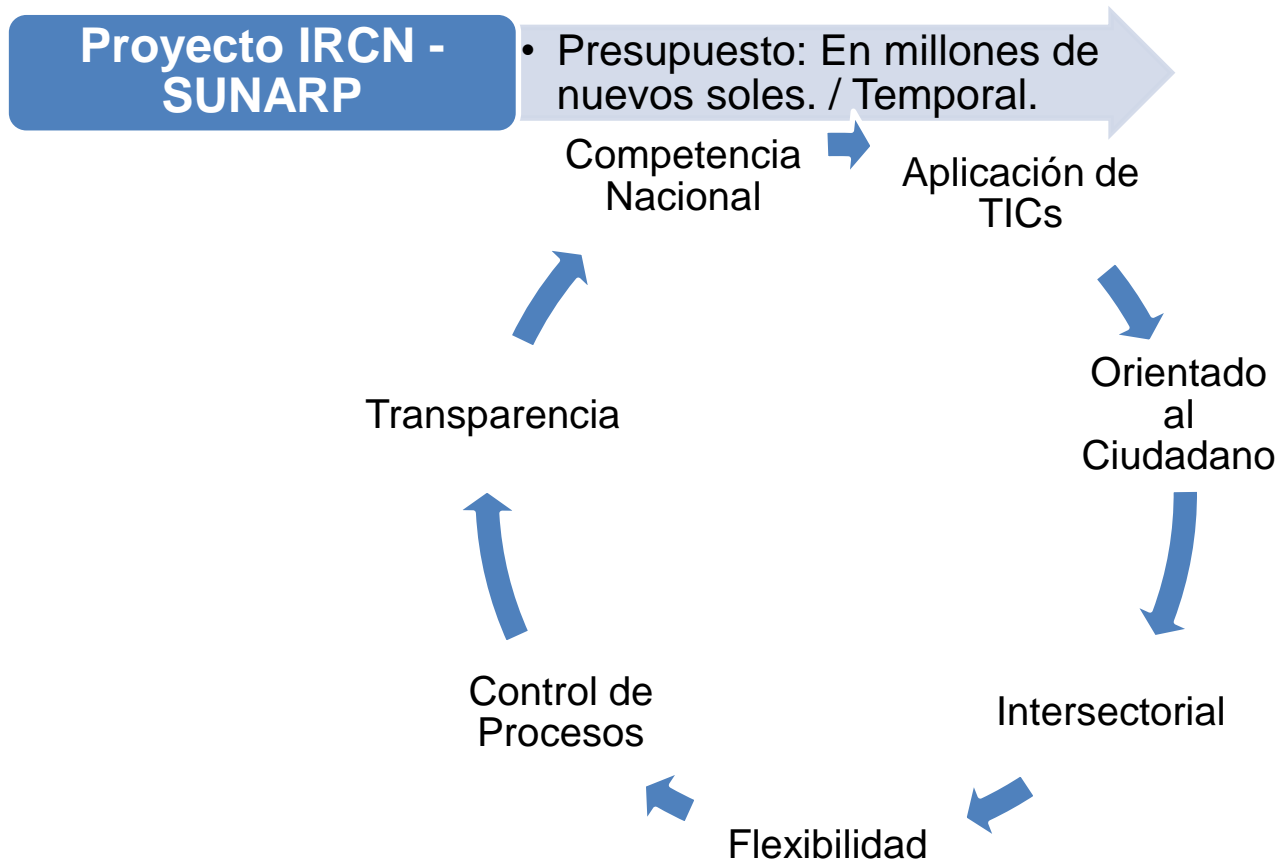 Proyecto IRCN -
SUNARP
• Presupuesto: En millones de
nuevos soles. / Temporal.
Competencia
Nacional
Aplicación de
TICs
Orientado
al
Ciudadano
Intersectorial
Flexibilidad
Control de
Procesos
Transparencia